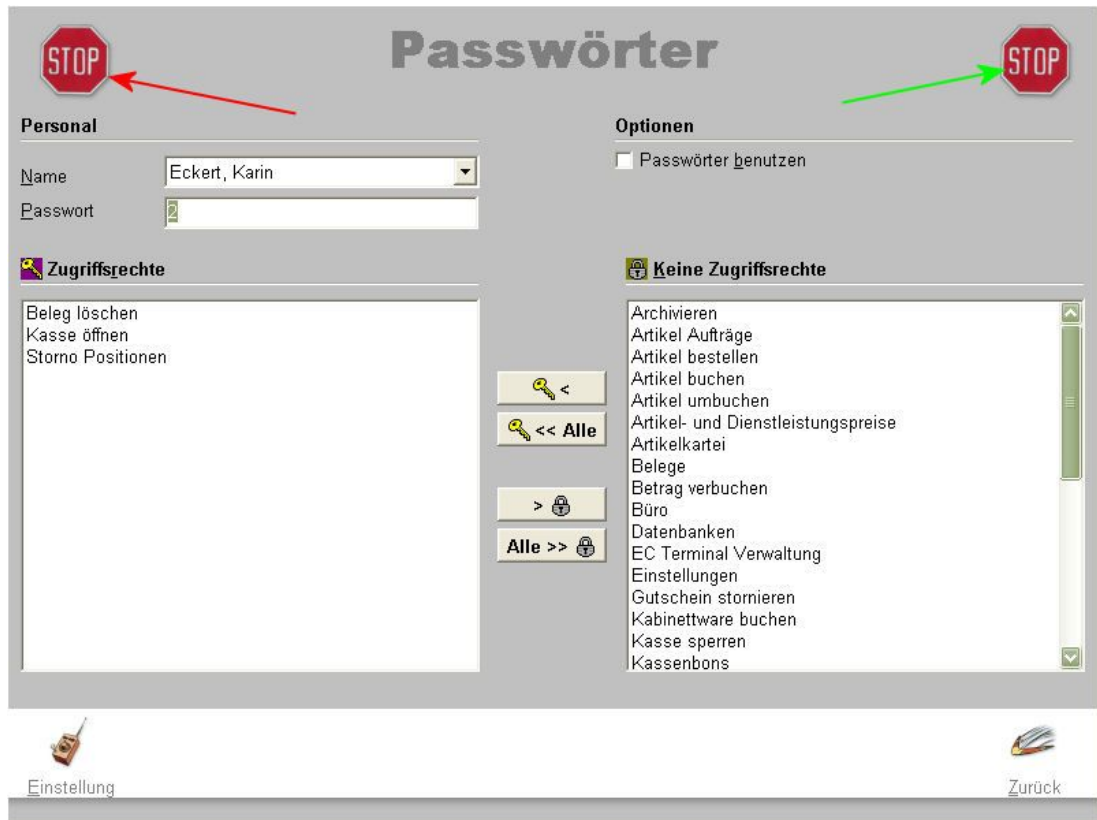 STOP
Passwörter
STOP
Personal
Name
Eckert, Karin
Passwort
2
Optionen
Passwörter benutzen
Zugriffsrechte
Beleg löschen
Kasse öffnen
Storno Positionen
<
<< Alle
>
Alle >>
Keine Zugriffsrechte
Archivieren
Artikel Aufträge
Artikel bestellen
Artikel buchen
Artikel umbuchen
Artikel- und Dienstleistungspreise
Artikelkartei
Belege
Betrag verbuchen
Büro
Datenbanken
EC Terminal Verwaltung
Einstellungen
Gutschein stornieren
Kabinettware buchen
Kasse sperren
Kassenbons
Einstellung
Zurück